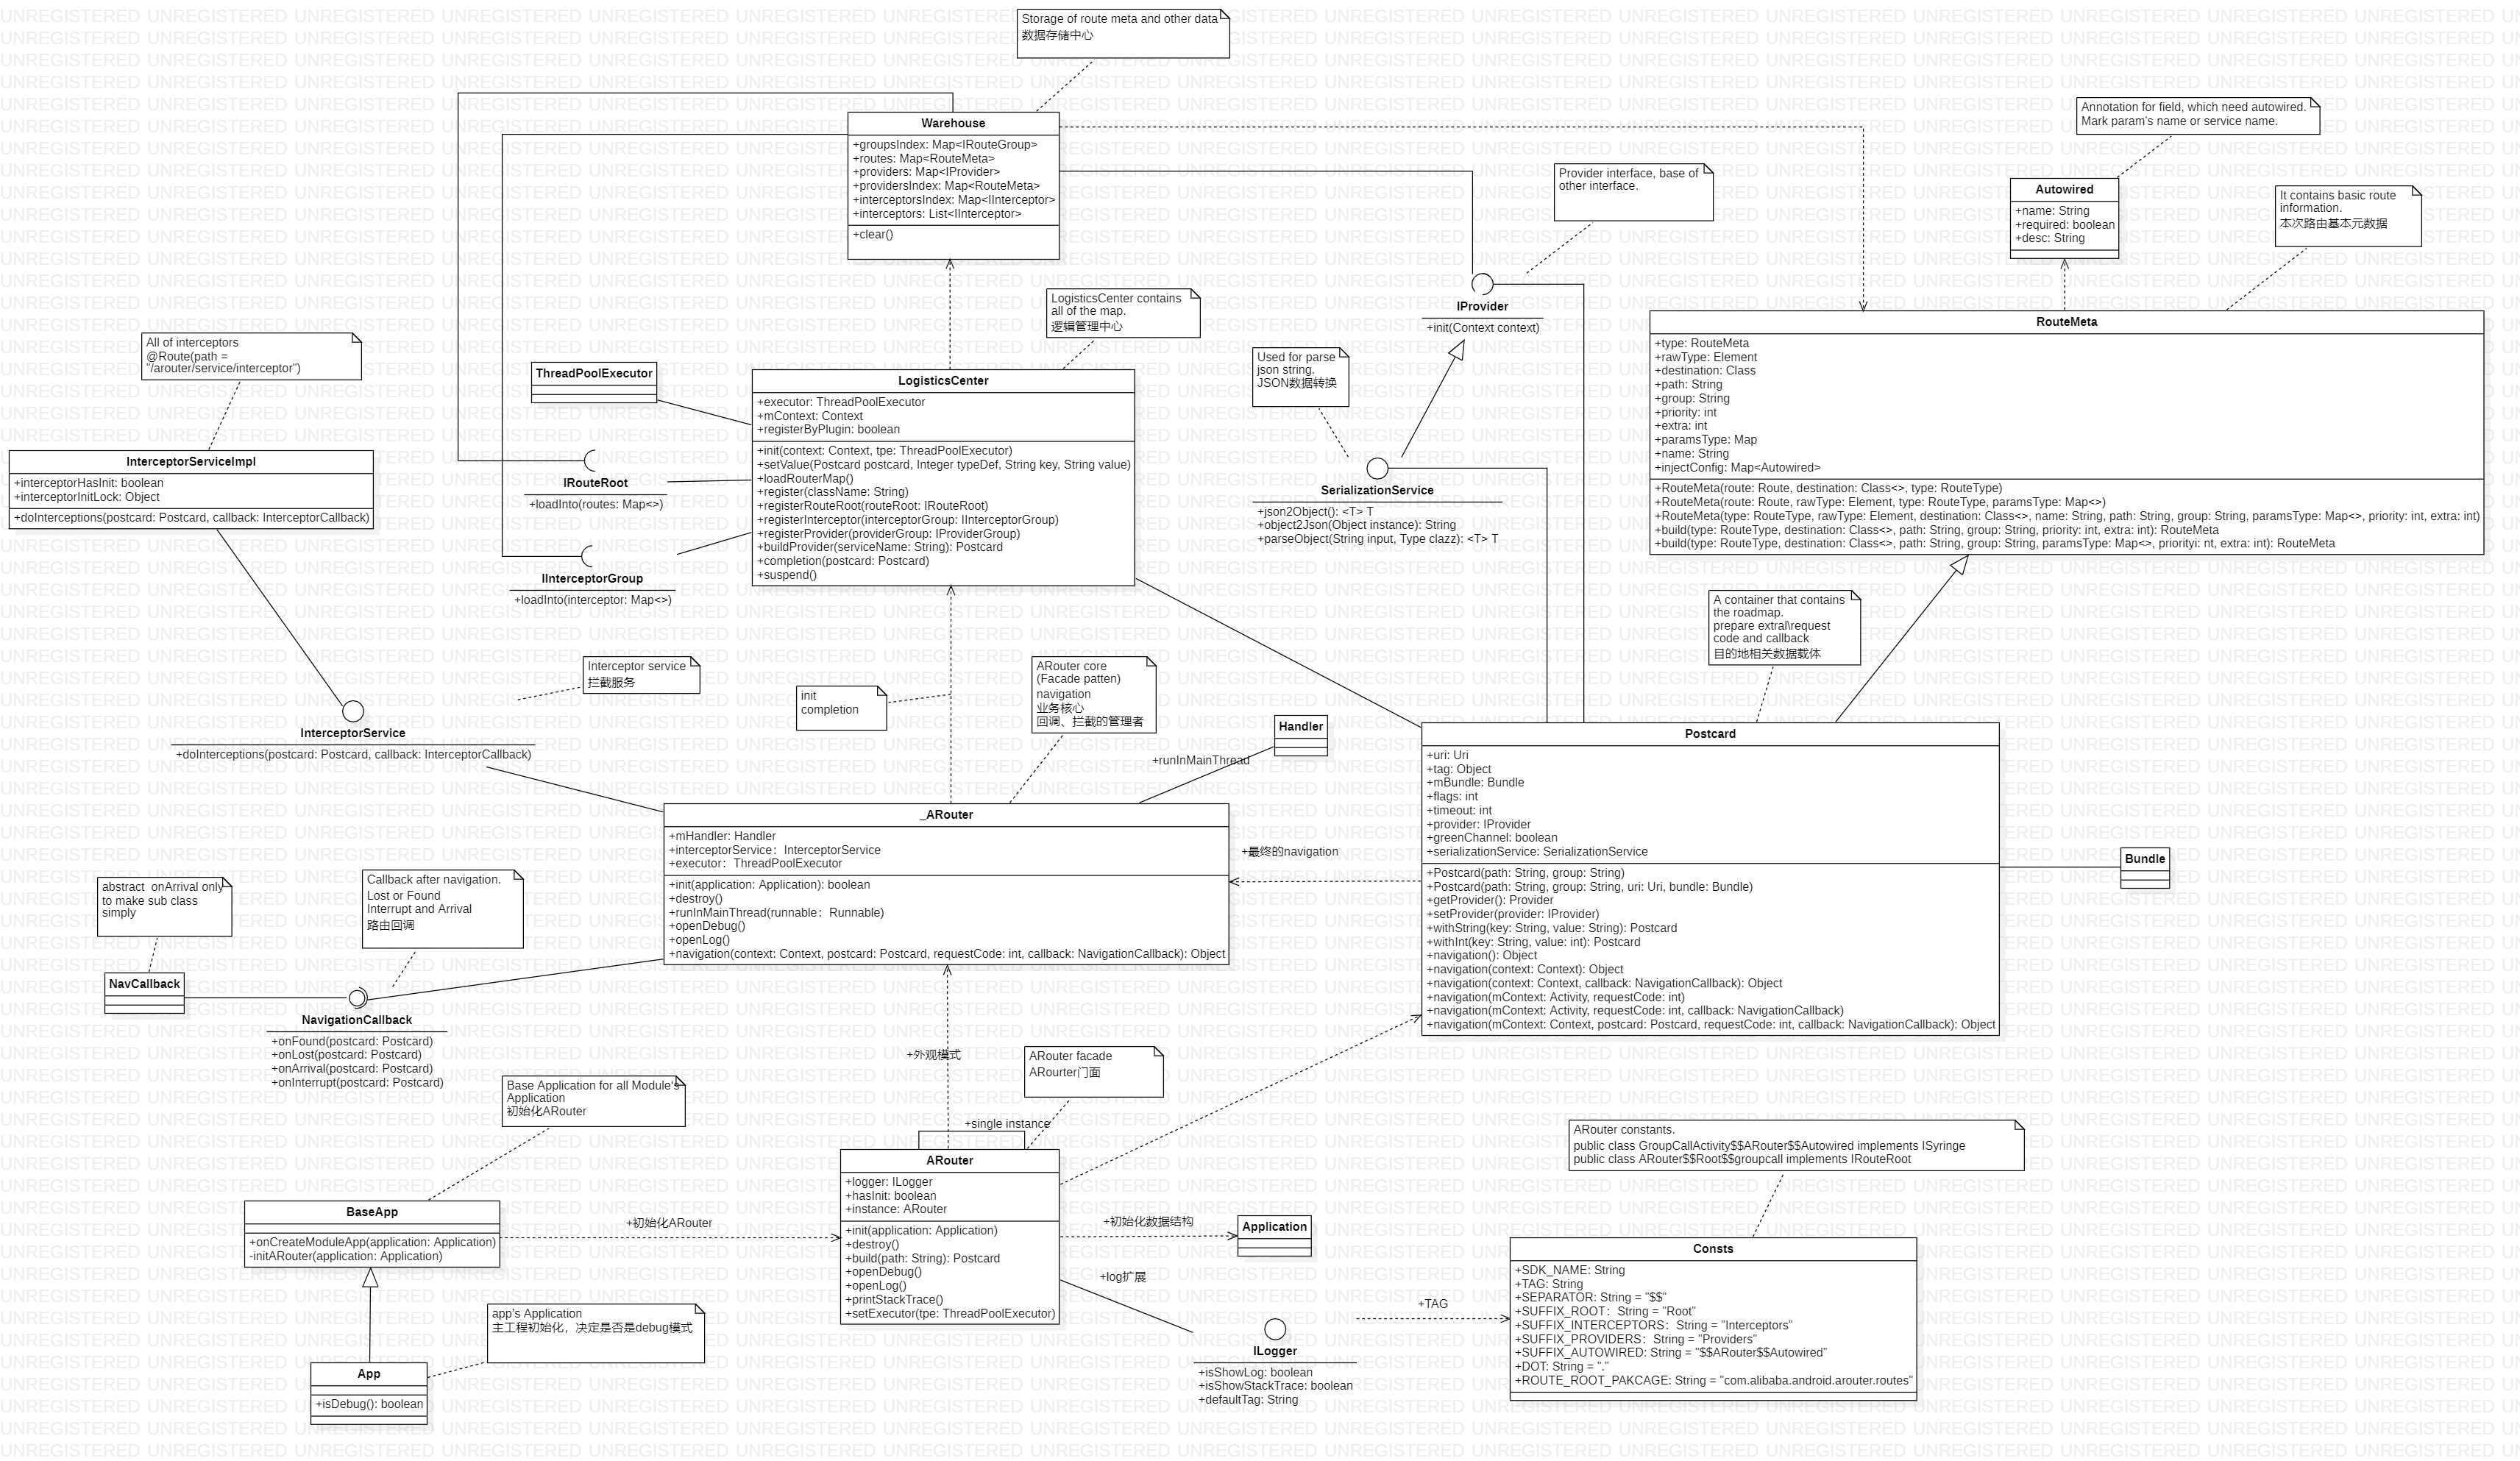 Storage of route meta and other data
数据存储中心
Warehouse
+groupsIndex: Map<IRouteGroup>
+routes: Map<RouteMeta>
+providers: Map<IProvider>
+providersIndex: Map<RouteMeta>
+interceptorsIndex: Map<IInterceptor>
+interceptors: List<IInterceptor>
+clear()
Annotation for field, which need autowired.
Mark param's name or service name.
Provider interface, base of
other interface.
Autowired
+name: String
+required: boolean
+desc: String
It contains basic route
information.
本次路由基本元数据
IProvider
+init(Context context)
LogisticsCenter contains
all of the map.
逻辑管理中心
All of interceptors
@Route(path =
"/arouter/service/interceptor")
ThreadPoolExecutor
LogisticsCenter
+executor: ThreadPoolExecutor
+mContext: Context
+registerByPlugin: boolean
+init(context: Context, tpe: ThreadPoolExecutor)
+setValue(Postcard postcard, Integer typeDef, String key, String value)
+loadRouterMap()
+register(className: String)
+registerRouteRoot(routeRoot: IRouteRoot)
+registerInterceptor(interceptorGroup: IInterceptorGroup)
+registerProvider(providerGroup: IProviderGroup)
+buildProvider(serviceName: String): Postcard
+completion(postcard: Postcard)
+suspend()
Used for parse
json string.
JSON数据转换
RouteMeta
+type: RouteMeta
+rawType: Element
+destination: Class
+path: String
+group: String
+priority: int
+extra: int
+paramsType: Map
+name: String
+injectConfig: Map<Autowired>
+RouteMeta(route: Route, destination: Class<>, type: RouteType)
+RouteMeta(route: Route, rawType: Element, type: RouteType, paramsType: Map<>)
+RouteMeta(type: RouteType, rawType: Element, destination: Class<>, name: String, path: String, group: String, paramsType: Map<>, priority: int, extra: int)
+build(type: RouteType, destination: Class<>, path: String, group: String, priority: int, extra: int): RouteMeta
+build(type: RouteType, destination: Class<>, path: String, group: String, paramsType: Map<>, priorityi: nt, extra: int): RouteMeta
InterceptorServiceImpl
+interceptorHasInit: boolean
+interceptorInitLock: Object
+doInterceptions(postcard: Postcard, callback: InterceptorCallback)
IRouteRoot
+loadInto(routes: Map<>)
IInterceptorGroup
+loadInto(interceptor: Map<>)
SerializationService
+json2Object(): <T> T
+object2Json(Object instance): String
+parseObject(String input, Type clazz): <T> T
A container that contains
the roadmap.
prepare extral\request
code and callback
目的地相关数据载体
Interceptor service
拦截服务
init
completion
ARouter core
(Facade patten)
navigation
业务核心
回调、拦截的管理者
InterceptorService
+doInterceptions(postcard: Postcard, callback: InterceptorCallback)
Handler
+runInMainThread
_ARouter
+mHandler: Handler
+interceptorService：InterceptorService
+executor：ThreadPoolExecutor
+init(application: Application): boolean
+destroy()
+runInMainThread(runnable：Runnable)
+openDebug()
+openLog()
+navigation(context: Context, postcard: Postcard, requestCode: int, callback: NavigationCallback): Object
+最终的navigation
Postcard
+uri: Uri
+tag: Object
+mBundle: Bundle
+flags: int
+timeout: int
+provider: IProvider
+greenChannel: boolean
+serializationService: SerializationService
+Postcard(path: String, group: String)
+Postcard(path: String, group: String, uri: Uri, bundle: Bundle)
+getProvider(): Provider
+setProvider(provider: IProvider)
+withString(key: String, value: String): Postcard
+withInt(key: String, value: int): Postcard
+navigation(): Object
+navigation(context: Context): Object
+navigation(context: Context, callback: NavigationCallback): Object
+navigation(mContext: Activity, requestCode: int)
+navigation(mContext: Activity, requestCode: int, callback: NavigationCallback)
+navigation(mContext: Context, postcard: Postcard, requestCode: int, callback: NavigationCallback): Object
Bundle
abstract  onArrival only
to make sub class
simply
Callback after navigation.
Lost or Found
Interrupt and Arrival
路由回调
NavCallback
NavigationCallback
+onFound(postcard: Postcard)
+onLost(postcard: Postcard)
+onArrival(postcard: Postcard)
+onInterrupt(postcard: Postcard)
+外观模式
ARouter facade
ARourter门面
Base Application for all Module's
Application
初始化ARouter
+single instance
ARouter
+logger: ILogger
+hasInit: boolean
+instance: ARouter
+init(application: Application)
+destroy()
+build(path: String): Postcard
+openDebug()
+openLog()
+printStackTrace()
+setExecutor(tpe: ThreadPoolExecutor)
BaseApp
+onCreateModuleApp(application: Application)
-initARouter(application: Application)
+初始化ARouter
+初始化数据结构
Application
+log扩展
ILogger
+isShowLog: boolean
+isShowStackTrace: boolean
+defaultTag: String
+TAG
ARouter constants.
public class GroupCallActivity$$ARouter$$Autowired implements ISyringe
public class ARouter$$Root$$groupcall implements IRouteRoot
Consts
+SDK_NAME: String
+TAG: String
+SEPARATOR: String = "$$"
+SUFFIX_ROOT：String = "Root"
+SUFFIX_INTERCEPTORS：String = "Interceptors"
+SUFFIX_PROVIDERS：String = "Providers"
+SUFFIX_AUTOWIRED: String = "$$ARouter$$Autowired"
+DOT: String = "."
+ROUTE_ROOT_PAKCAGE: String = "com.alibaba.android.arouter.routes"
app's Application
主工程初始化，决定是否是debug模式
App
+isDebug(): boolean
UNREGISTERED